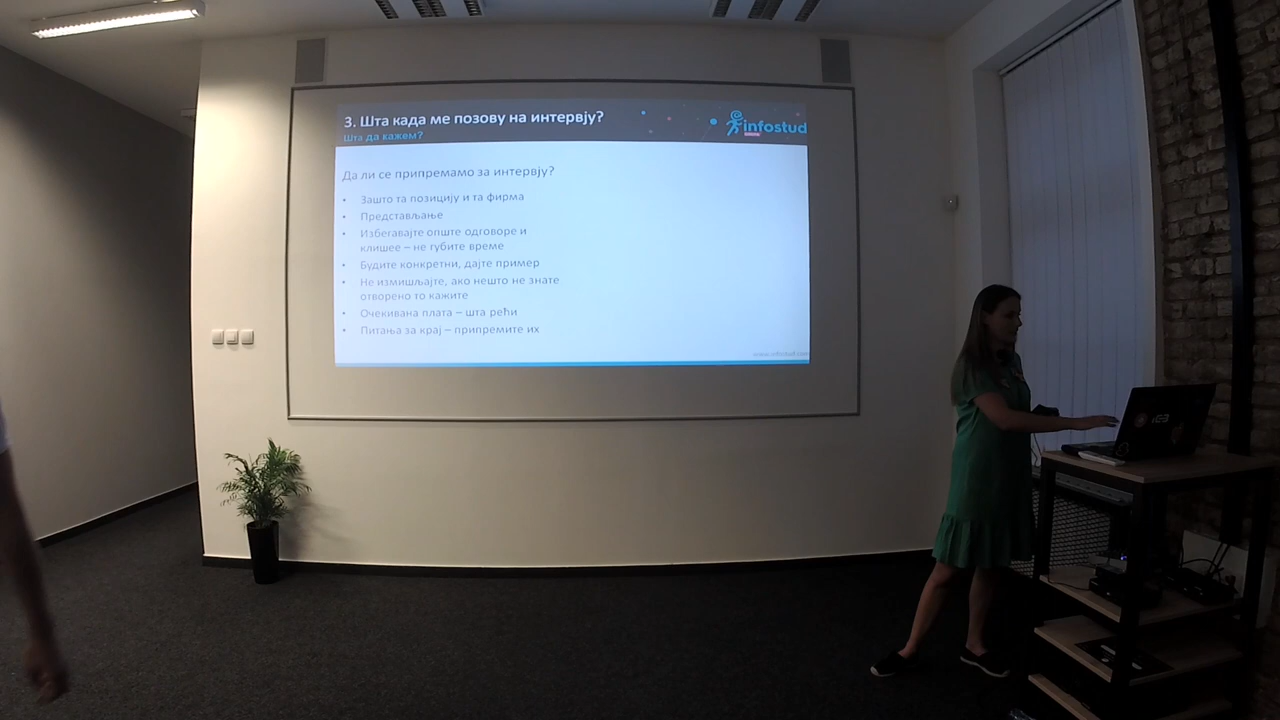 3. Шта када ме позову на интервју?
Шта да кажем?
infostud
Да ли се припремамо за интервју?
• Зашто та позицију и та фирма
• Представљање
• Избегавајте опште одговоре и
клишее – не губите време
• Будите конкретни, дајте пример
• Не измишљајте, ако нешто не знате
отворено то кажите
• Очекивана плата – шта рећи
• Питања за крај – припремите их
www.infostud.com